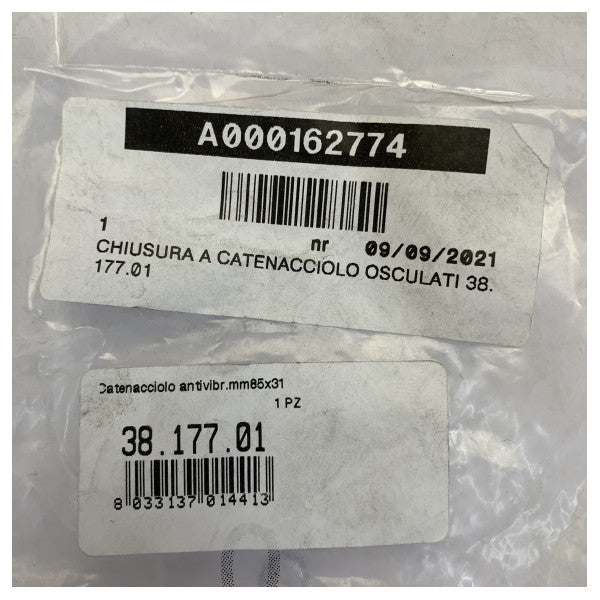 A000162774
1 nr 09/09/2021
CHIUSURA A CATENACCIOLO OSCULATI 38.
177.01
Catenacciolo antivibr.mm85x31
1 PZ
38.177.01
8 033137 014413